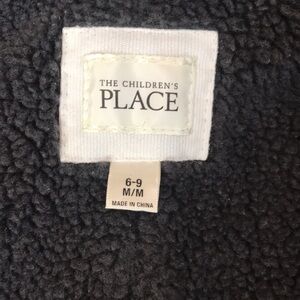 THE CHILDREN'S
PLACE
6-9
M/M
MADE IN CHINA